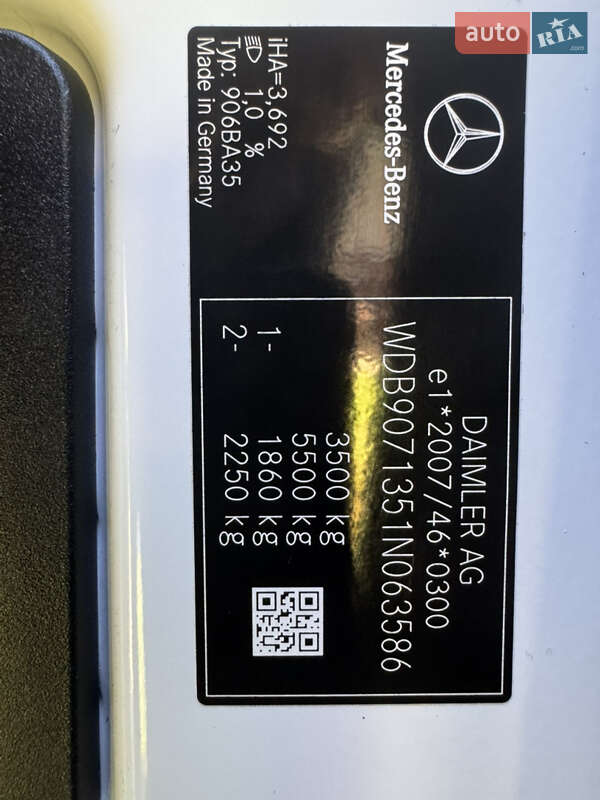 auto RIA .com
Mercedes-Benz
iHA=3,692
1,0 %
Typ: 906BA35
Made in Germany
DAIMLER AG
e1*2007/46*0300
WDB9071351N063586
3500 kg
5500 kg
1- 1860 kg
2- 2250 kg